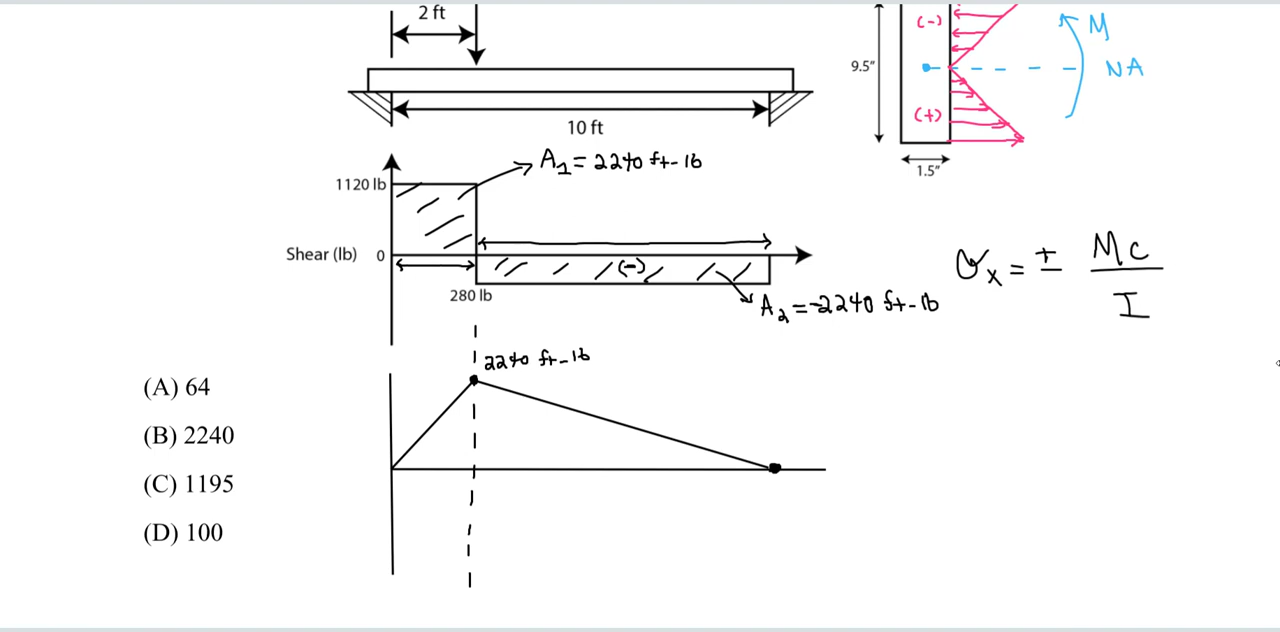 2 ft
(-)
M
9.5"
NA
(+)
10 ft
1.5"
A₁ = 2240 ft-lb
1120 lb
Shear (lb) 0
(-)
σx = ± Mc / I
280 lb
A₂ = -2240 ft-lb
2240 ft-lb
(A) 64
(B) 2240
(C) 1195
(D) 100